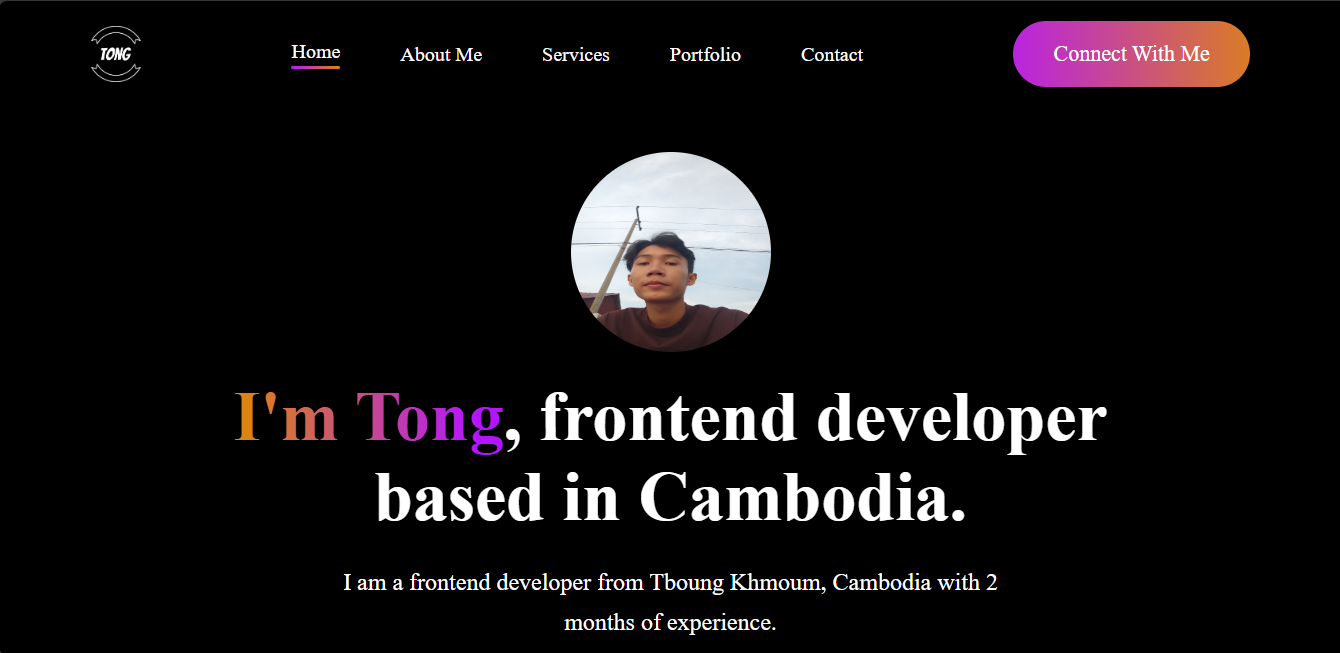 TONG
Home
About Me
Services
Portfolio
Contact
Connect With Me
I'm Tong, frontend developer
based in Cambodia.
I am a frontend developer from Tboung Khmoum, Cambodia with 2
months of experience.